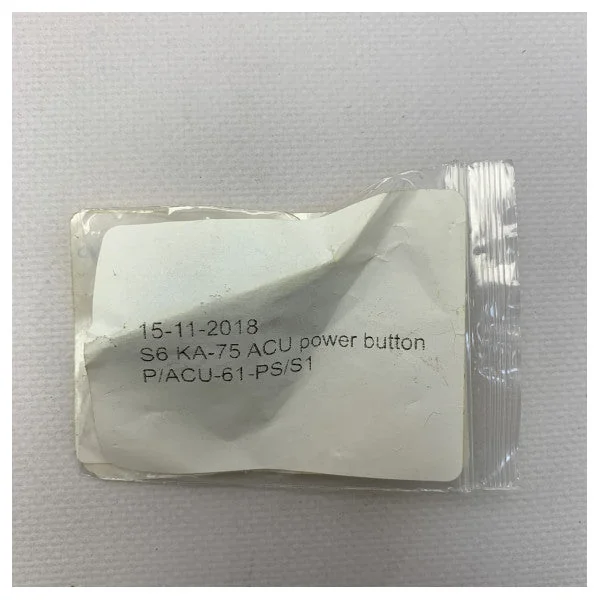 15-11-2018
S6 KA-75 ACU power button
P/ACU-61-PS/S1